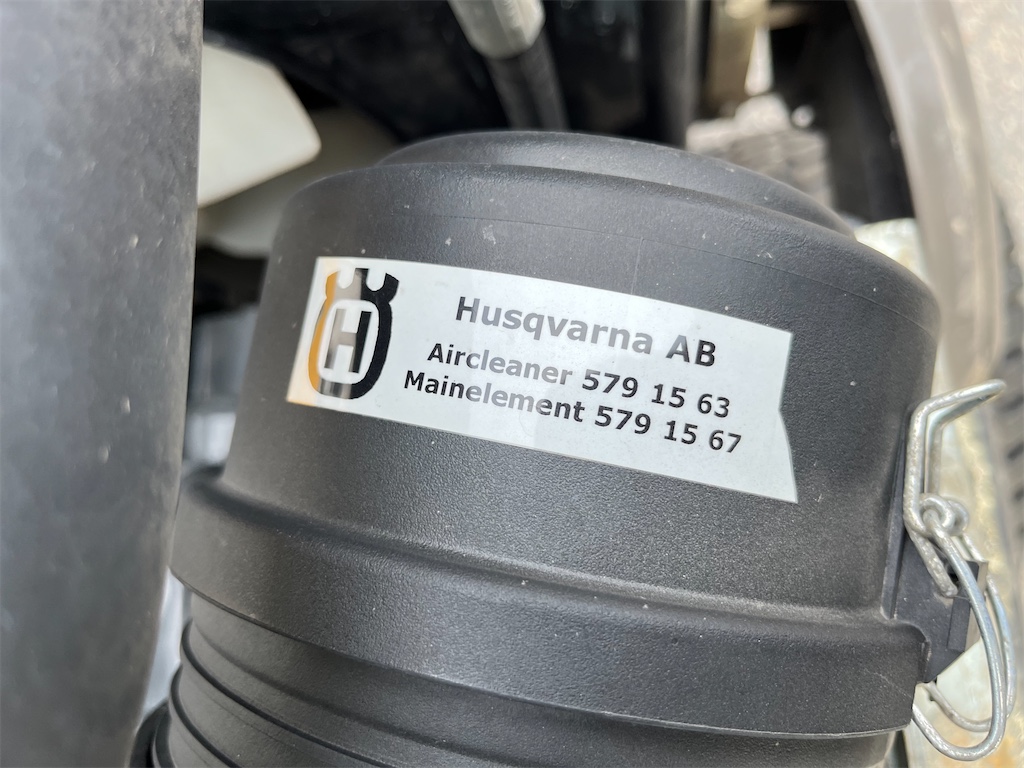 H
Husqvarna AB
Aircleaner 579 15 63
Mainelement 579 15 67